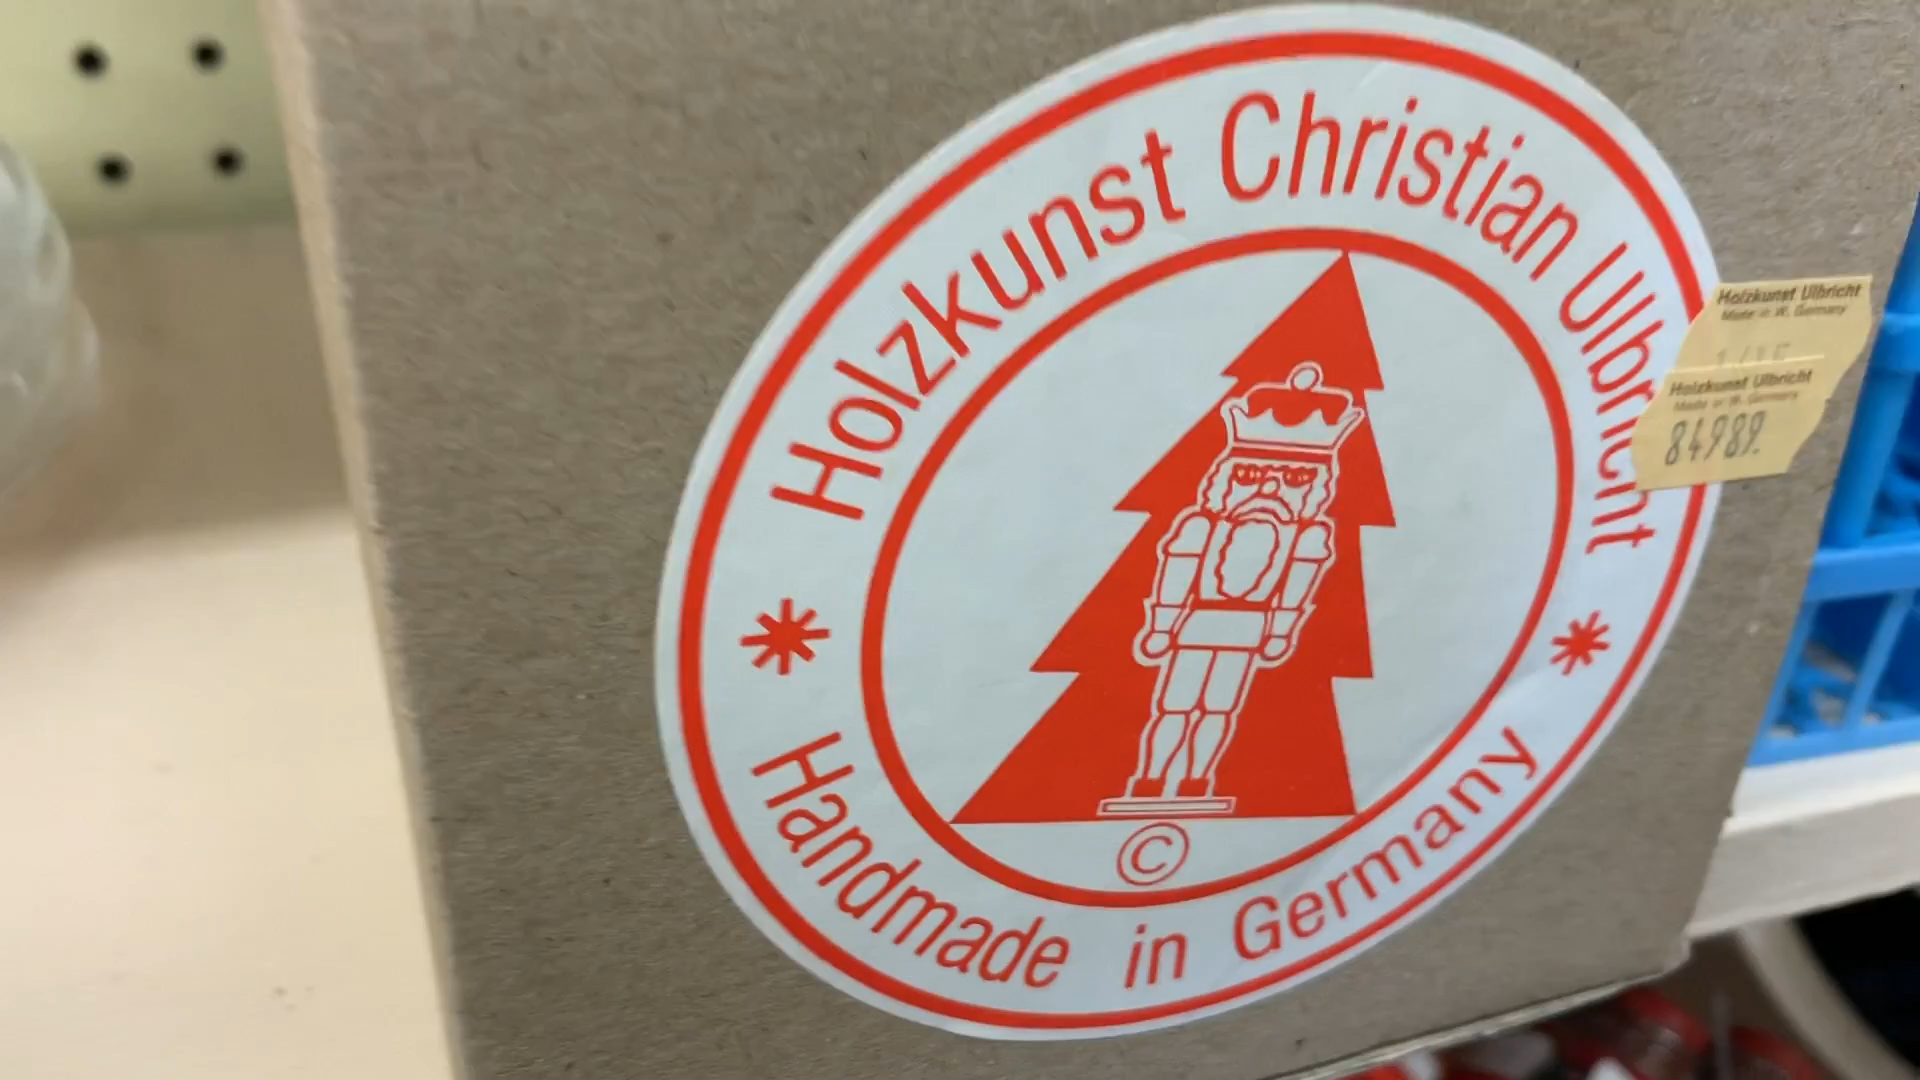 Holzkunst Christian Ulbricht
Handmade in Germany
©
Holzkunst Ulbricht
Made in W. Germany
Holzkunst Ulbricht
Made in W. Germany
84989.